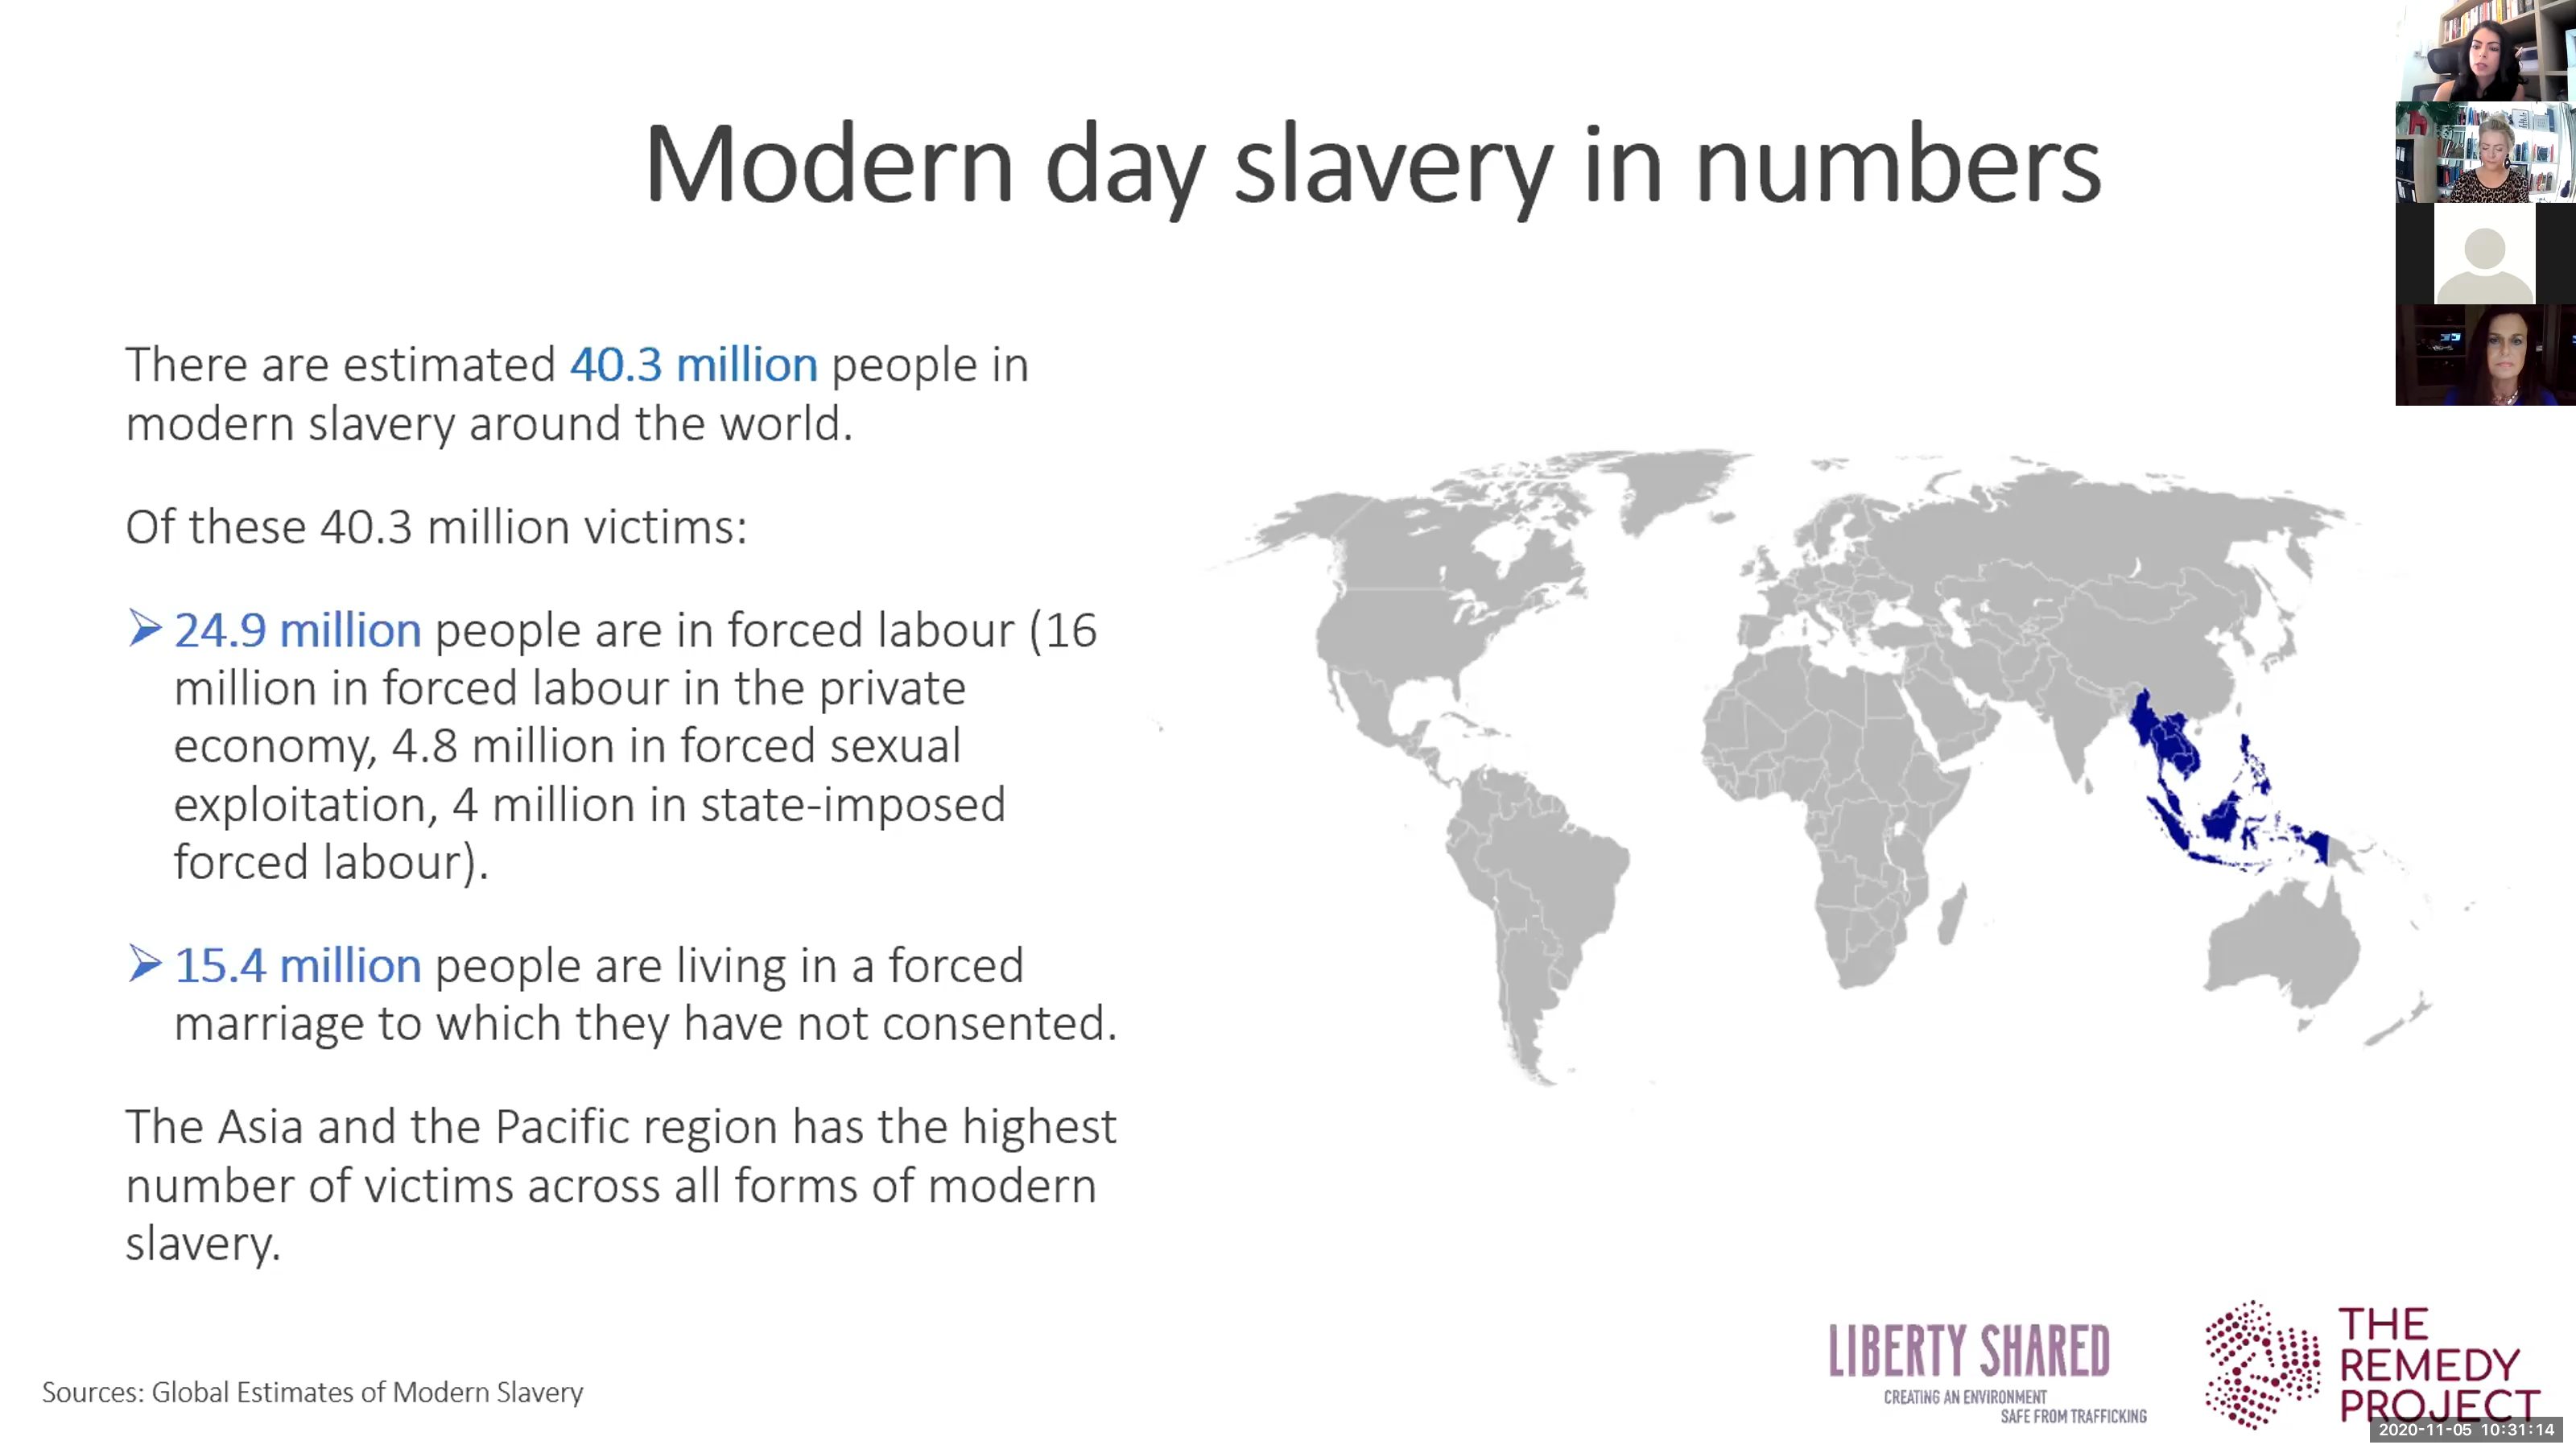 Modern day slavery in numbers
There are estimated 40.3 million people in
modern slavery around the world.
Of these 40.3 million victims:
24.9 million people are in forced labour (16
million in forced labour in the private
economy, 4.8 million in forced sexual
exploitation, 4 million in state-imposed
forced labour).
15.4 million people are living in a forced
marriage to which they have not consented.
The Asia and the Pacific region has the highest
number of victims across all forms of modern
slavery.
Sources: Global Estimates of Modern Slavery
LIBERTY SHARED
CREATING AN ENVIRONMENT
SAFE FROM TRAFFICKING
THE
REMEDY
PROJECT
2020-11-05 10:31:14